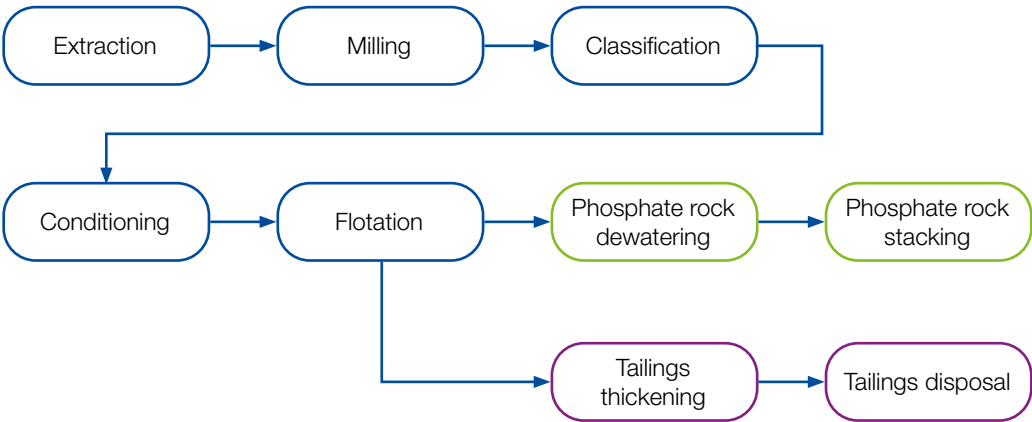 Extraction
Milling
Classification
Conditioning
Flotation
Phosphate rock
dewatering
Phosphate rock
stacking
Tailings
thickening
Tailings disposal